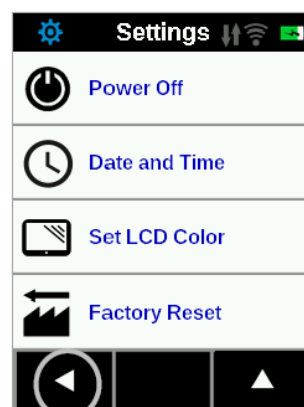 Settings
Power Off
Date and Time
Set LCD Color
Factory Reset